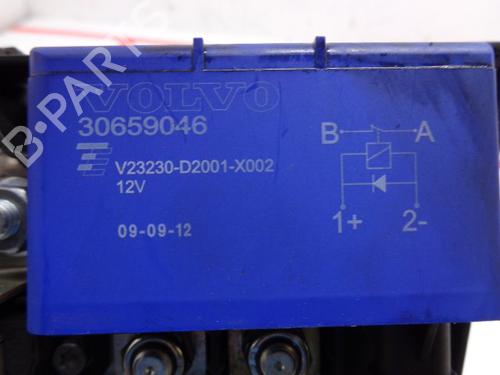 B-PARTS
VOLVO
30659046
V23230-D2001-X002
12V
09-09-12
B A
1+ 2-